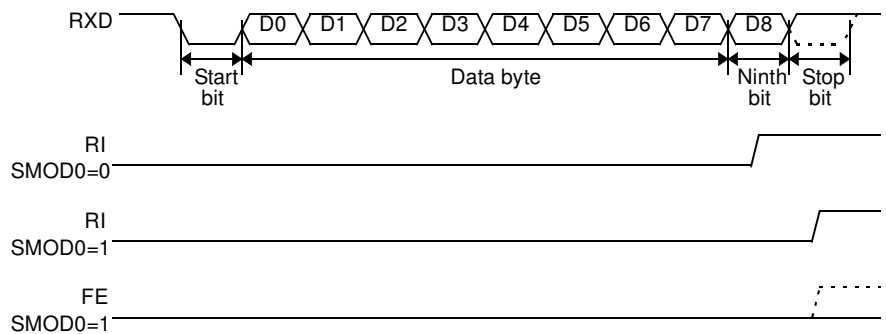 RXD D0 D1 D2 D3 D4 D5 D6 D7 D8
Start bit Data byte Ninth bit Stop bit
RI
SMOD0=0
RI
SMOD0=1
FE
SMOD0=1